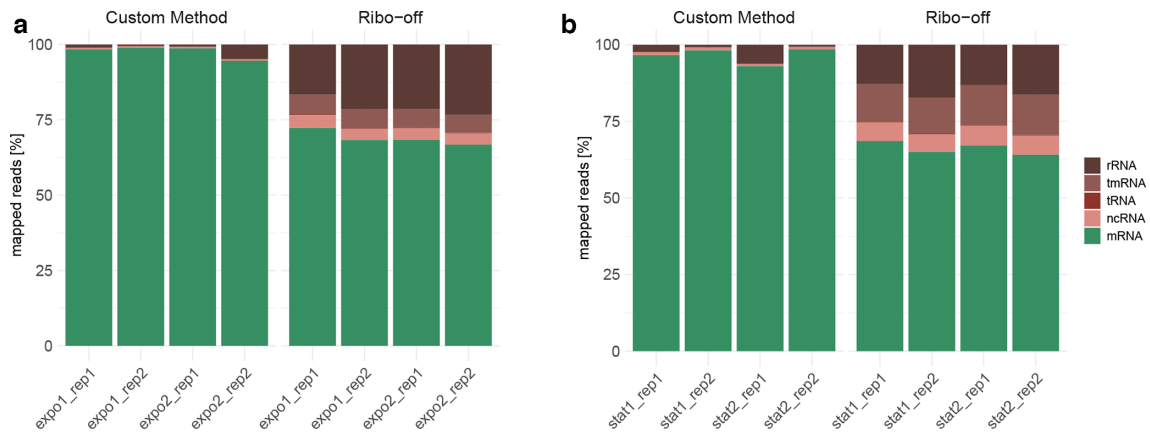 a
Custom Method
Ribo-off
mapped reads [%]
100
75
50
25
0
expo1_rep1
expo1_rep2
expo2_rep1
expo2_rep2
expo1_rep1
expo1_rep2
expo2_rep1
expo2_rep2
b
Custom Method
Ribo-off
mapped reads [%]
100
75
50
25
0
stat1_rep1
stat1_rep2
stat2_rep1
stat2_rep2
stat1_rep1
stat1_rep2
stat2_rep1
stat2_rep2
rRNA
tmRNA
tRNA
ncRNA
mRNA